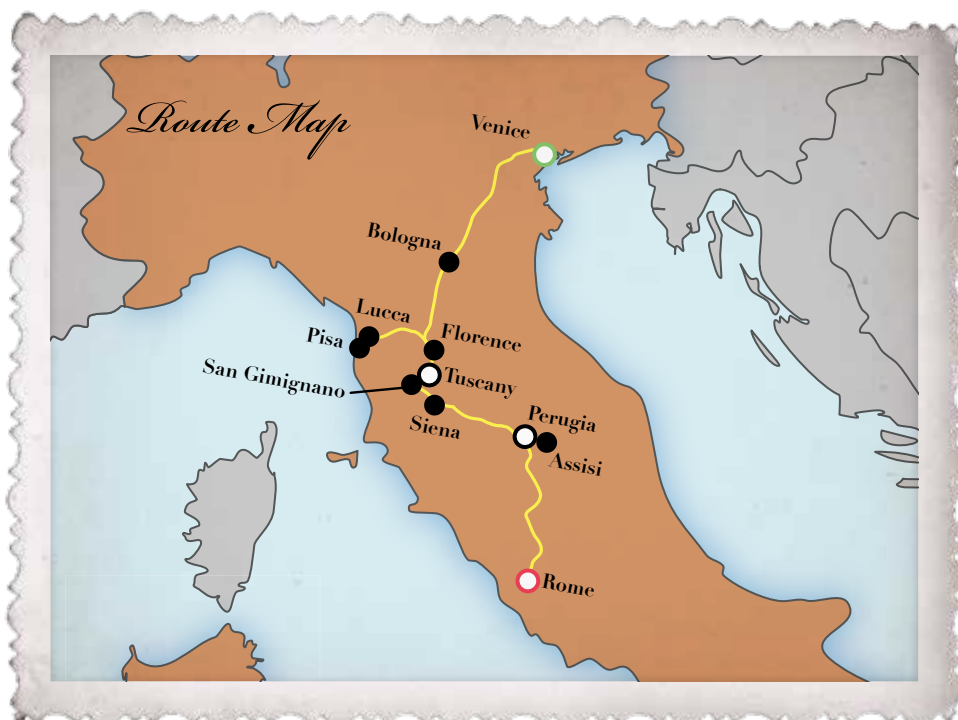 Route Map
Venice
Bologna
Lucca
Pisa
Florence
San Gimignano
Tuscany
Siena
Perugia
Assisi
Rome